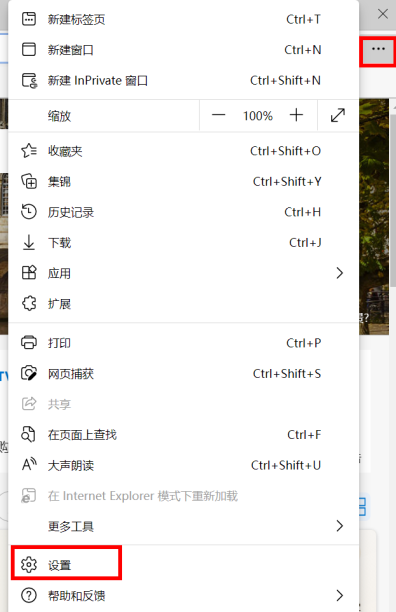 新建标签页 Ctrl+T
新建窗口 Ctrl+N
新建 InPrivate 窗口 Ctrl+Shift+N
缩放 — 100% +
收藏夹 Ctrl+Shift+O
集锦 Ctrl+Shift+Y
历史记录 Ctrl+H
下载 Ctrl+J
应用
扩展
打印 Ctrl+P
网页捕获 Ctrl+Shift+S
共享
在页面上查找 Ctrl+F
大声朗读 Ctrl+Shift+U
在 Internet Explorer 模式下重新加载
更多工具
设置
帮助和反馈